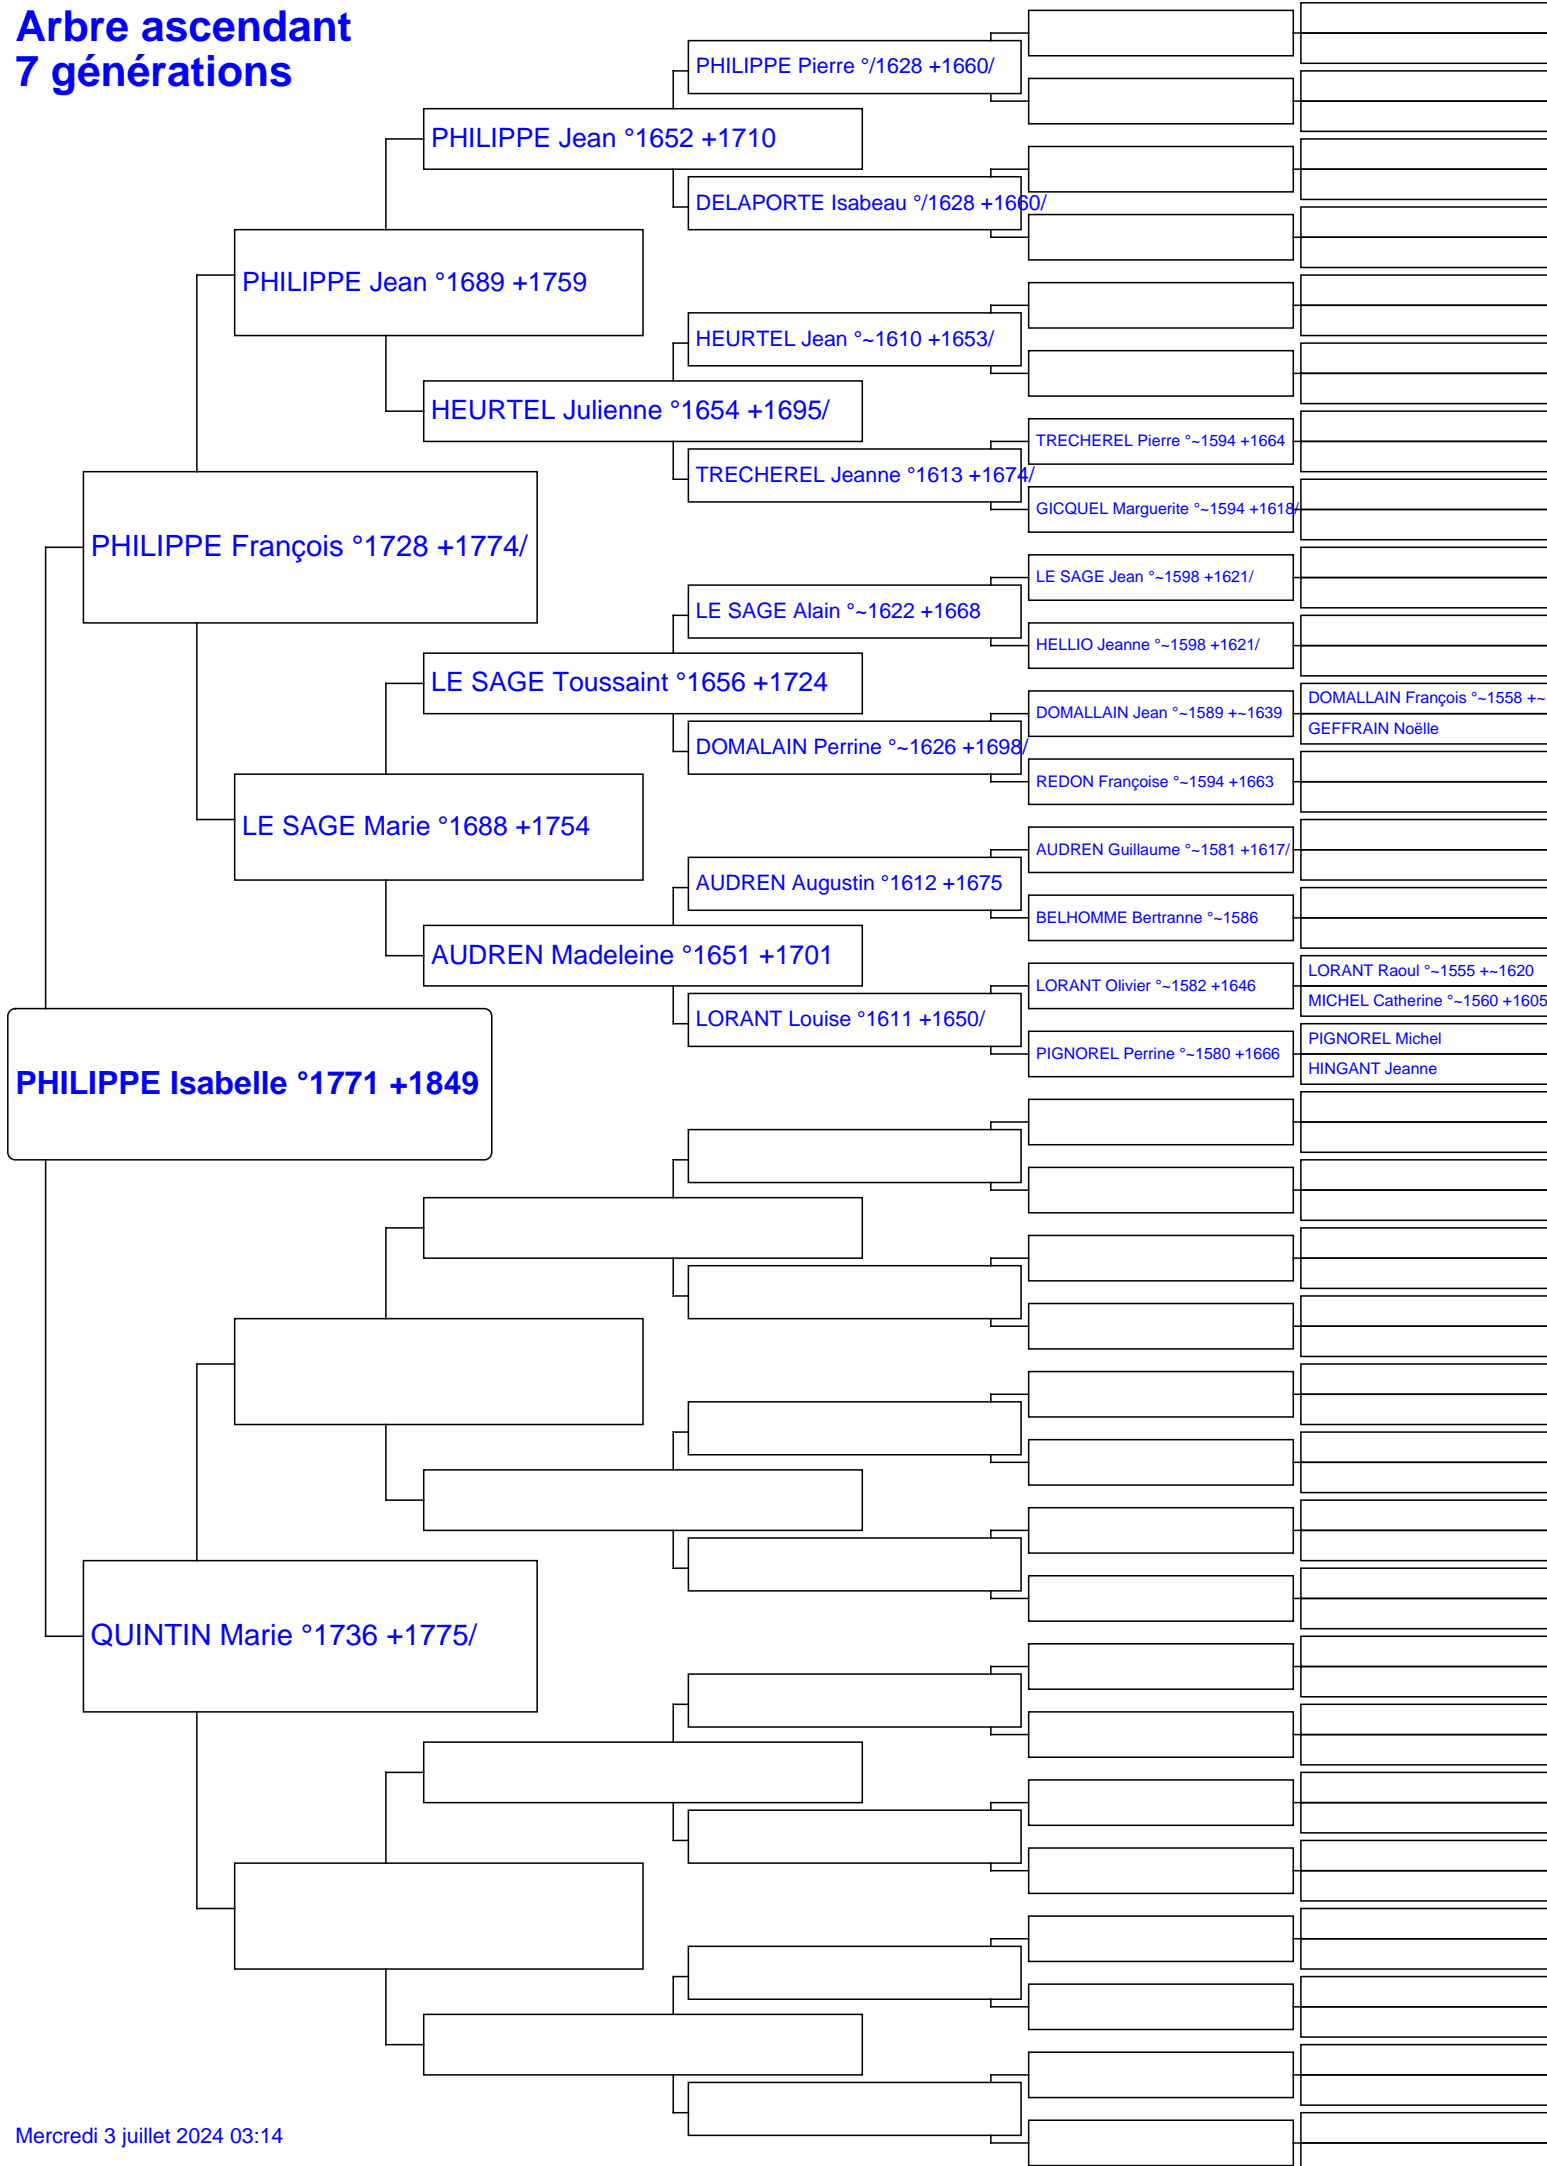 Arbre ascendant
7 générations
PHILIPPE Pierre °/1628 +1660/
PHILIPPE Jean °1652 +1710
DELAPORTE Isabeau °/1628 +1660/
PHILIPPE Jean °1689 +1759
HEURTEL Jean °~1610 +1653/
HEURTEL Julienne °1654 +1695/
TRECHEREL Pierre °~1594 +1664
TRECHEREL Jeanne °1613 +1674/
GICQUEL Marguerite °~1594 +1618/
PHILIPPE François °1728 +1774/
LE SAGE Jean °~1598 +1621/
LE SAGE Alain °~1622 +1668
HELLIO Jeanne °~1598 +1621/
LE SAGE Toussaint °1656 +1724
DOMALLAIN François °~1558 +~
DOMALLAIN Jean °~1589 +~1639
GEFFRAIN Noëlle
DOMALAIN Perrine °~1626 +1698/
REDON Françoise °~1594 +1663
LE SAGE Marie °1688 +1754
AUDREN Guillaume °~1581 +1617/
AUDREN Augustin °1612 +1675
BELHOMME Bertranne °~1586
AUDREN Madeleine °1651 +1701
LORANT Raoul °~1555 +~1620
LORANT Olivier °~1582 +1646
MICHEL Catherine °~1560 +1605
LORANT Louise °1611 +1650/
PIGNOREL Michel
PIGNOREL Perrine °~1580 +1666
HINGANT Jeanne
PHILIPPE Isabelle °1771 +1849
QUINTIN Marie °1736 +1775/
Mercredi 3 juillet 2024 03:14